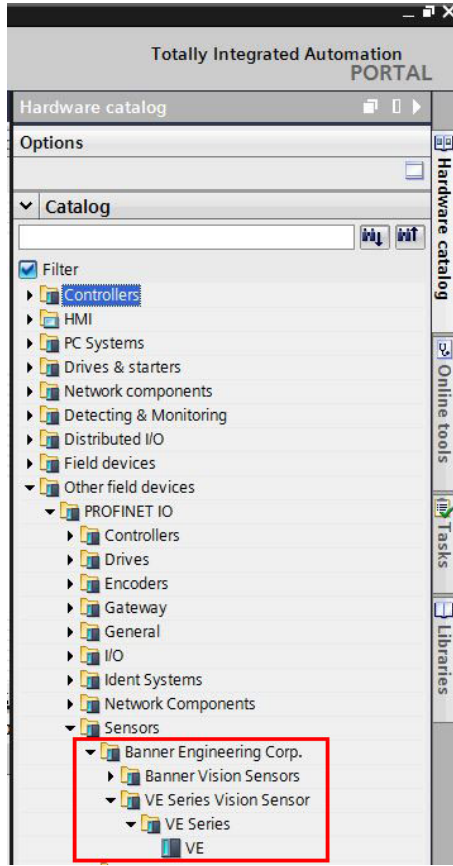 Totally Integrated Automation
PORTAL
Hardware catalog
Options
Catalog
Filter
Controllers
HMI
PC Systems
Drives & starters
Network components
Detecting & Monitoring
Distributed I/O
Field devices
Other field devices
PROFINET IO
Controllers
Drives
Encoders
Gateway
General
I/O
Ident Systems
Network Components
Sensors
Banner Engineering Corp.
Banner Vision Sensors
VE Series Vision Sensor
VE Series
VE
Hardware catalog
Online tools
Tasks
Libraries